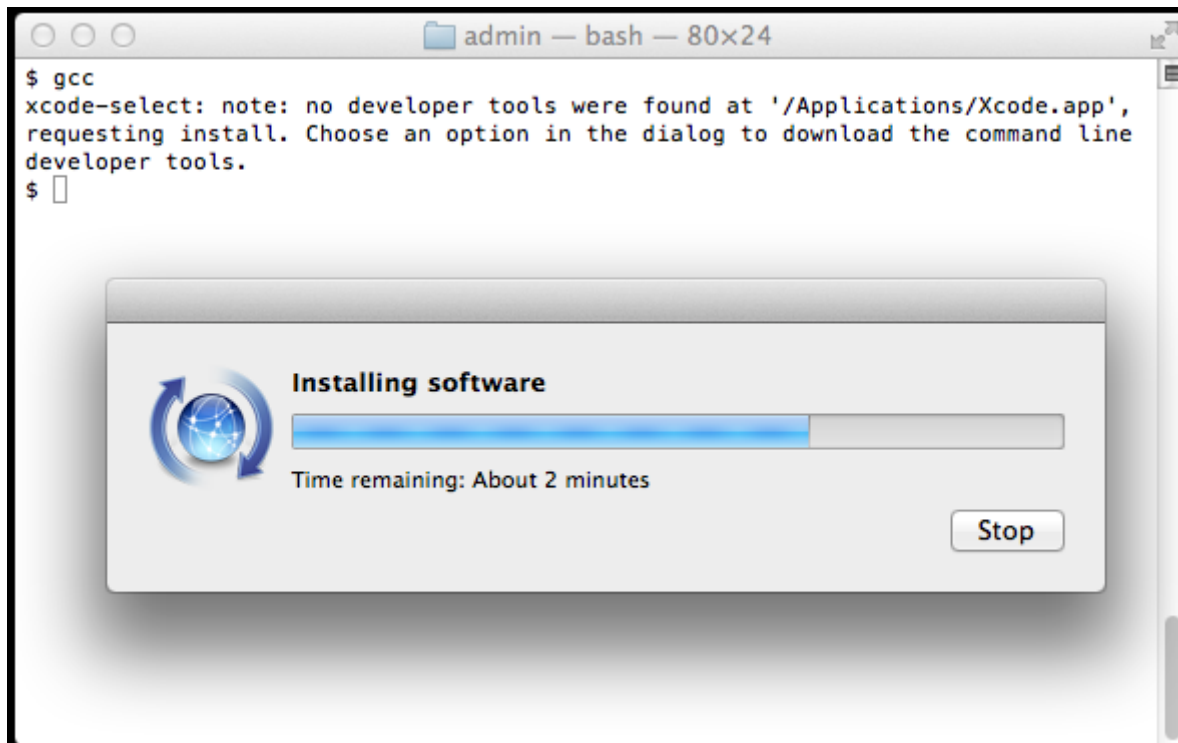 admin — bash — 80×24
$ gcc
xcode-select: note: no developer tools were found at '/Applications/Xcode.app',
requesting install. Choose an option in the dialog to download the command line
developer tools.
$
Installing software
Time remaining: About 2 minutes
Stop